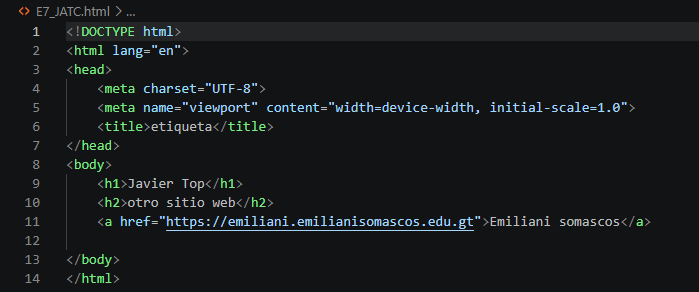 E7_JATC.html > ...
1 <!DOCTYPE html>
2 <html lang="en">
3 <head>
4     <meta charset="UTF-8">
5     <meta name="viewport" content="width=device-width, initial-scale=1.0">
6     <title>etiqueta</title>
7 </head>
8 <body>
9     <h1>Javier Top</h1>
10     <h2>otro sitio web</h2>
11     <a href="https://emiliani.emilianisomascos.edu.gt">Emiliani somascos</a>
12
13 </body>
14 </html>